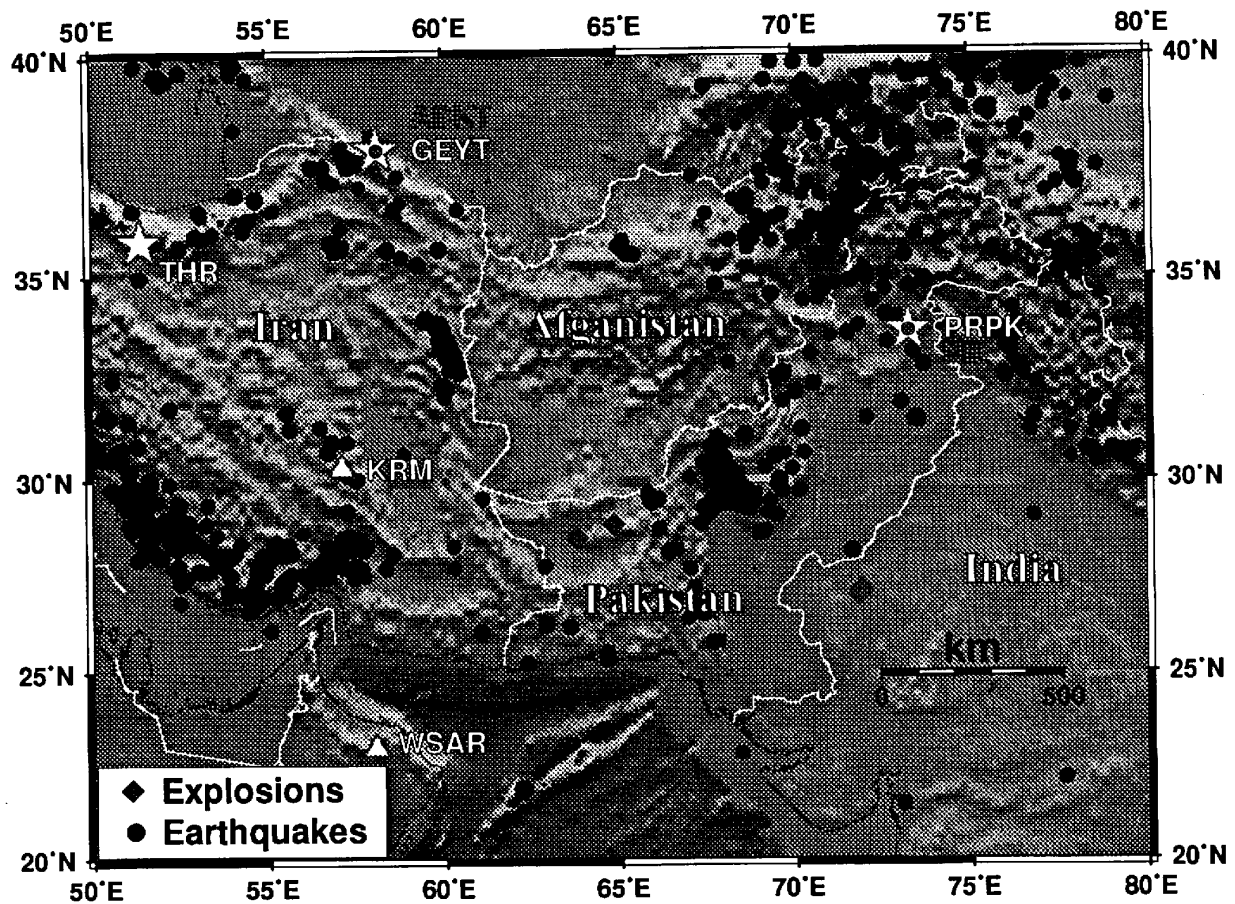 50°E 55°E 60°E 65°E 70°E 75°E 80°E
40°N 40°N
GEYT
THR
35°N 35°N
Iran Afganistan PRPK
KRM
30°N 30°N
India
Pakistan
km
25°N 25°N
0 500
WSAR
Explosions
Earthquakes
20°N 20°N
50°E 55°E 60°E 65°E 70°E 75°E 80°E